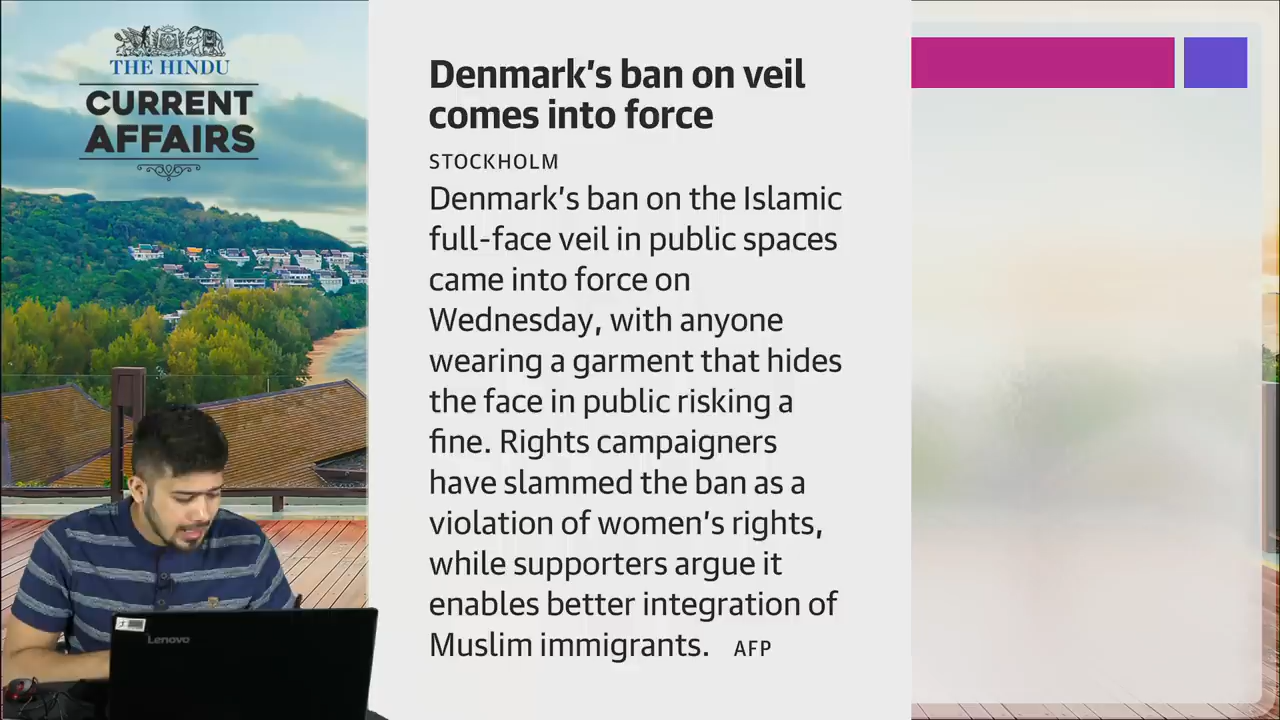 THE HINDU
CURRENT
AFFAIRS
Denmark's ban on veil
comes into force
STOCKHOLM
Denmark's ban on the Islamic
full-face veil in public spaces
came into force on
Wednesday, with anyone
wearing a garment that hides
the face in public risking a
fine. Rights campaigners
have slammed the ban as a
violation of women's rights,
while supporters argue it
enables better integration of
Muslim immigrants. AFP
Lenovo